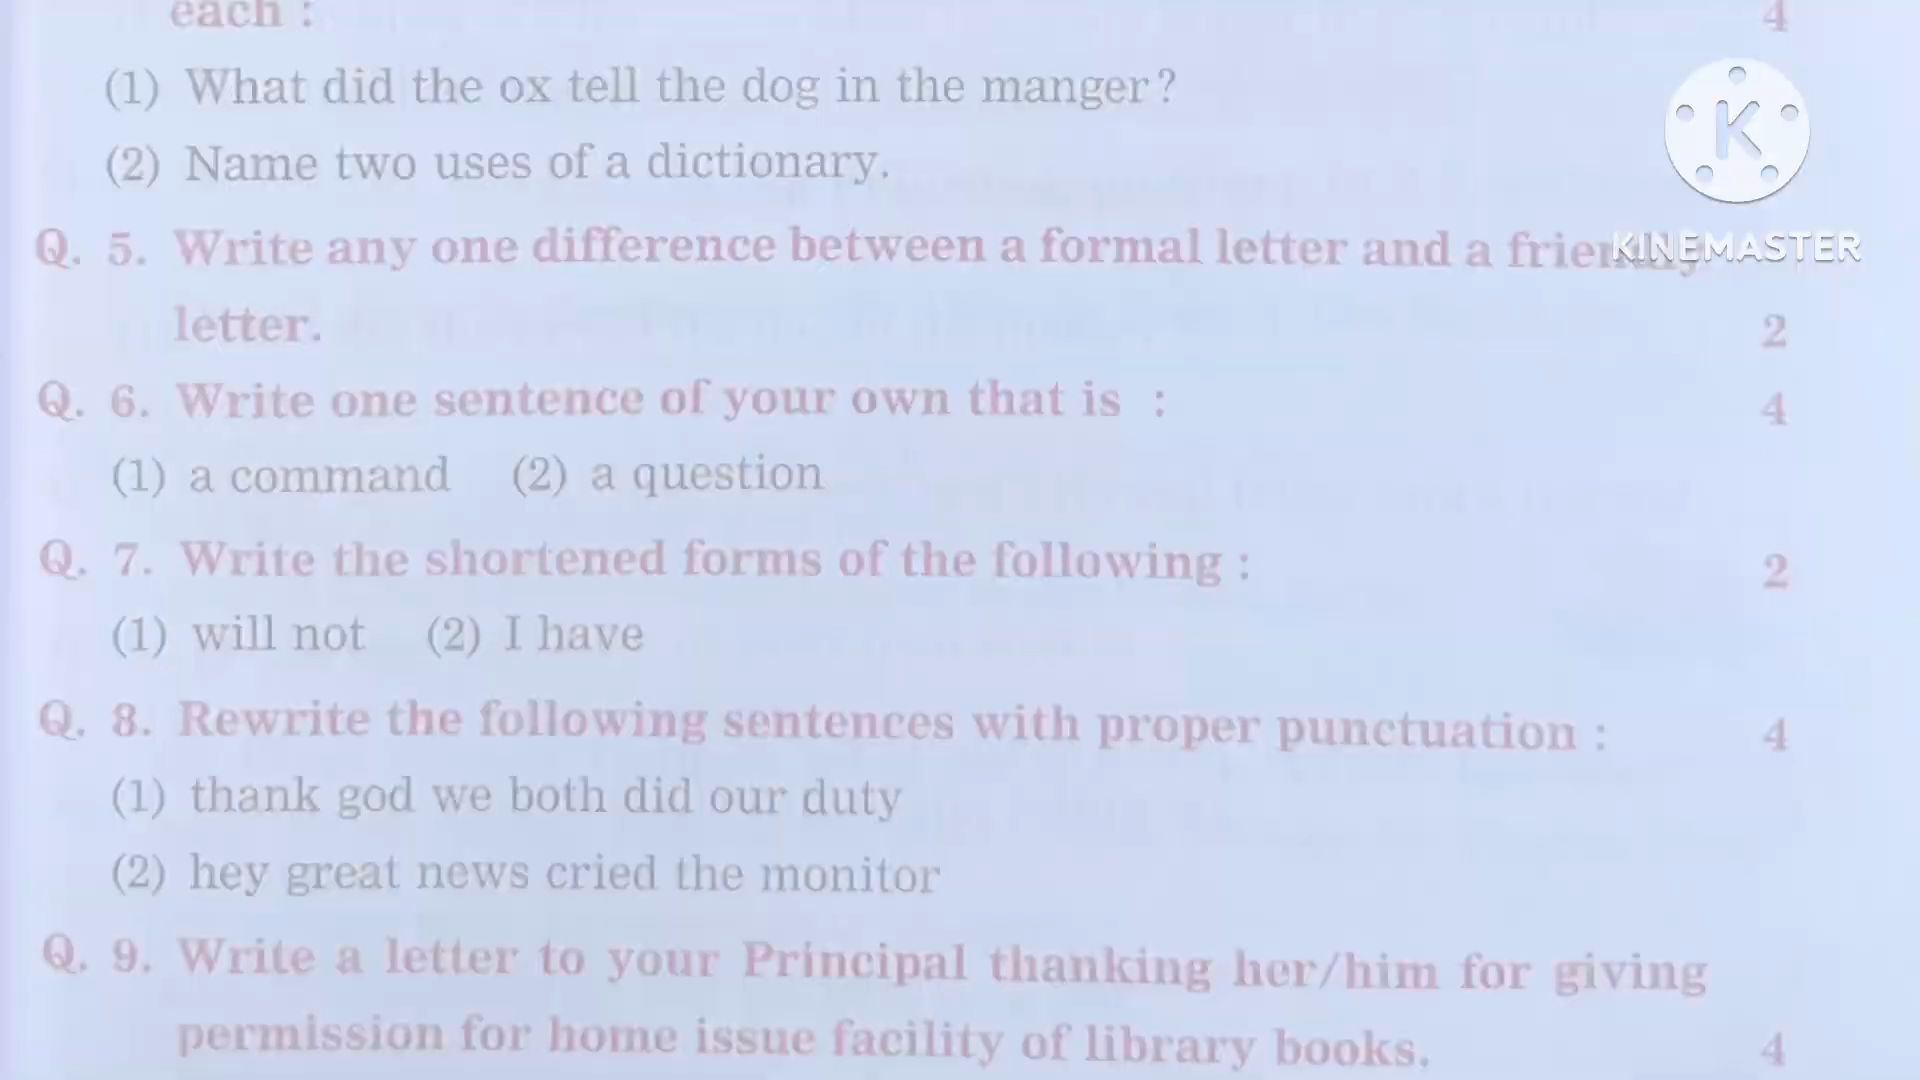 each : 4
(1) What did the ox tell the dog in the manger?
(2) Name two uses of a dictionary.
Q. 5. Write any one difference between a formal letter and a
letter. 2
Q. 6. Write one sentence of your own that is : 4
(1) a command (2) a question
Q. 7. Write the shortened forms of the following : 2
(1) will not (2) I have
Q. 8. Rewrite the following sentences with proper punctuation : 4
(1) thank god we both did our duty
(2) hey great news cried the monitor
Q. 9. Write a letter to your Principal thanking her/him for giving
permission for home issue facility of library books. 4
K
KINEMASTER